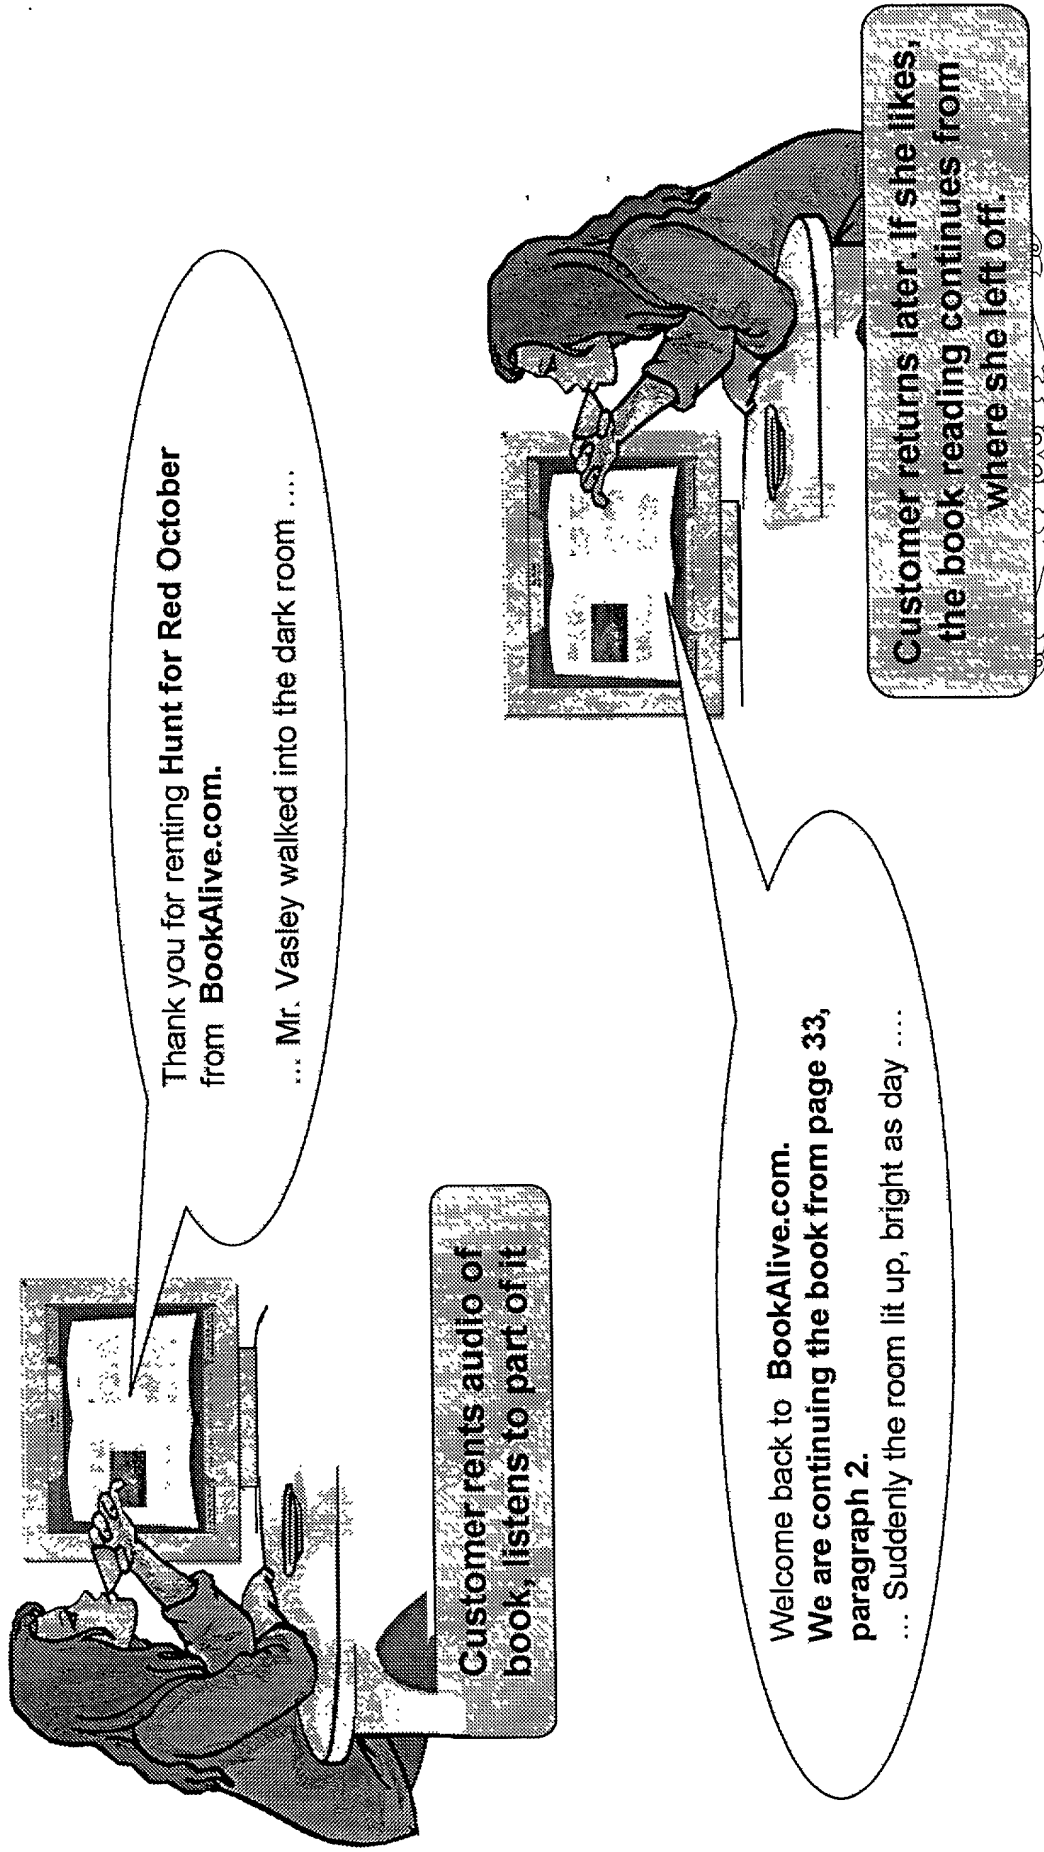 Thank you for renting Hunt for Red October
from BookAlive.com.
... Mr. Vasley walked into the dark room ....
Customer rents audio of
book, listens to part of it
Welcome back to BookAlive.com.
We are continuing the book from page 33,
paragraph 2.
... Suddenly the room lit up, bright as day ....
Customer returns later. If she likes,
the book reading continues from
where she left off.